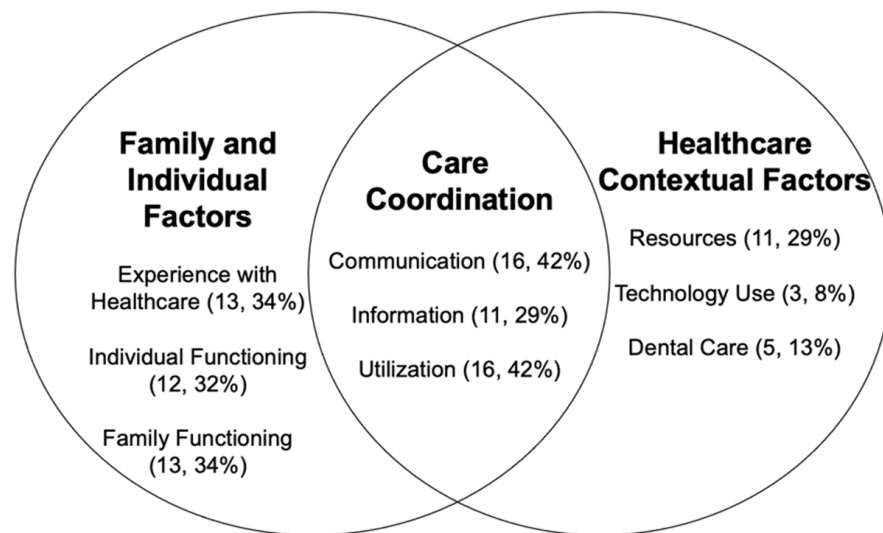 Family and
Individual
Factors
Experience with
Healthcare (13, 34%)
Individual Functioning
(12, 32%)
Family Functioning
(13, 34%)
Care
Coordination
Communication (16, 42%)
Information (11, 29%)
Utilization (16, 42%)
Healthcare
Contextual Factors
Resources (11, 29%)
Technology Use (3, 8%)
Dental Care (5, 13%)